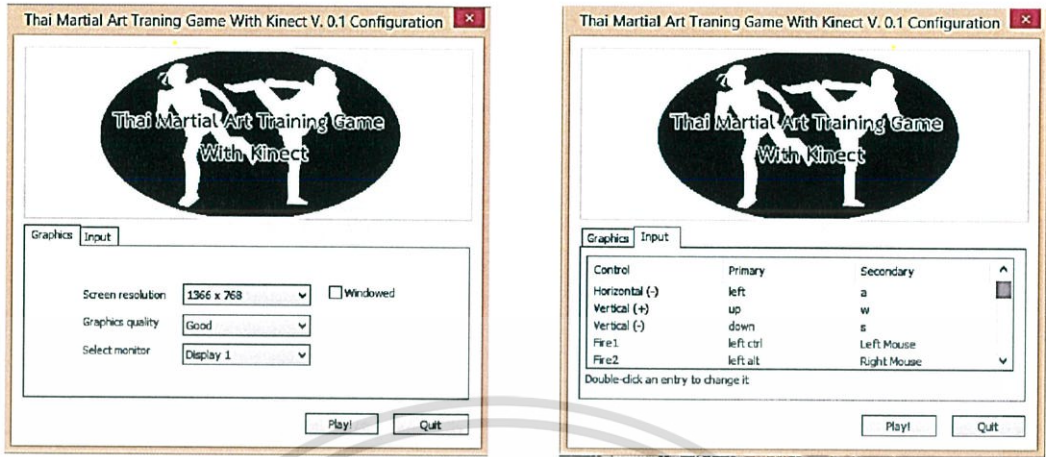 Thai Martial Art Traning Game With Kinect V. 0.1 Configuration
Thai Martial Art Training Game
With Kinect
Graphics Input
Screen resolution 1366 x 768 Windowed
Graphics quality Good
Select monitor Display 1
Play! Quit
Thai Martial Art Traning Game With Kinect V. 0.1 Configuration
Thai Martial Art Training Game
With Kinect
Graphics Input
Control Primary Secondary
Horizontal (-) left a
Vertical (+) up w
Vertical (-) down s
Fire1 left ctrl Left Mouse
Fire2 left alt Right Mouse
Double-click an entry to change it
Play! Quit